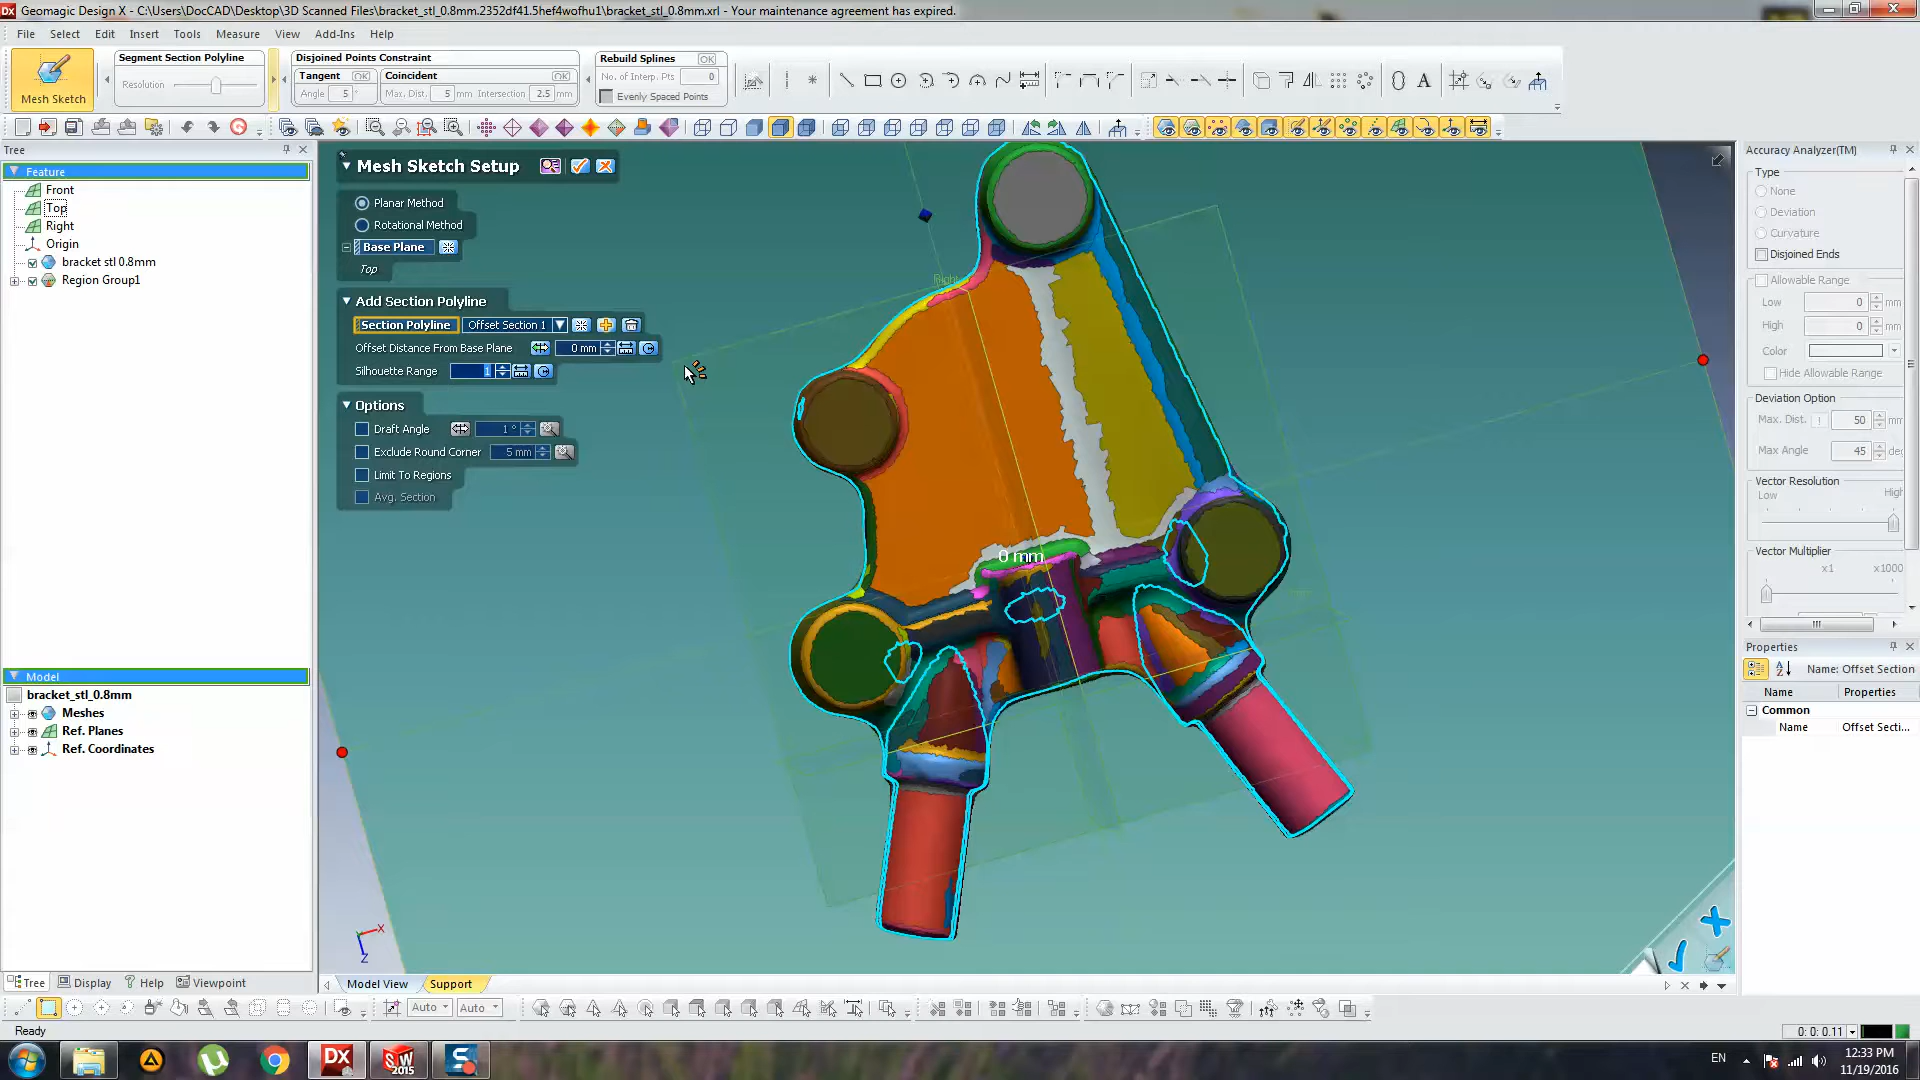 Geomagic Design X - C:\Users\DocCAD\Desktop\3D Scanned Files\bracket_stl_0.8mm.2352df41.5hef4wofhu1\bracket_stl_0.8mm.xrl - Your maintenance agreement has expired.
File Select Edit Insert Tools Measure View Add-Ins Help
Mesh Sketch
Segment Section Polyline
Resolution
Disjoined Points Constraint
Tangent OK Coincident OK
Angle 5 ° Max. Dist. 5 mm Intersection 2.5 mm
Rebuild Splines OK
No. of Interp. Pts 0
Evenly Spaced Points
Tree
Feature
Front
Top
Right
Origin
bracket stl 0.8mm
Region Group1
Model
bracket_stl_0.8mm
Meshes
Ref. Planes
Ref. Coordinates
Tree Display Help Viewpoint
Mesh Sketch Setup
Planar Method
Rotational Method
Base Plane
Top
Add Section Polyline
Section Polyline Offset Section 1
Offset Distance From Base Plane 0 mm
Silhouette Range 1
Options
Draft Angle 1 °
Exclude Round Corner 5 mm
Limit To Regions
Avg. Section
Right
0 mm
X
Z
Model View Support
Auto Auto
Accuracy Analyzer(TM)
Type
None
Deviation
Curvature
Disjoined Ends
Allowable Range
Low 0 mm
High 0 mm
Color
Hide Allowable Range
Deviation Option
Max. Dist. 50 mm
Max Angle 45 deg
Vector Resolution
Low High
Vector Multiplier
x1 x1000
Properties
Name: Offset Section
Name Properties
Common
Name Offset Secti...
Ready
0: 0: 0.11
DX
SW
2015
EN
12:33 PM
11/19/2016